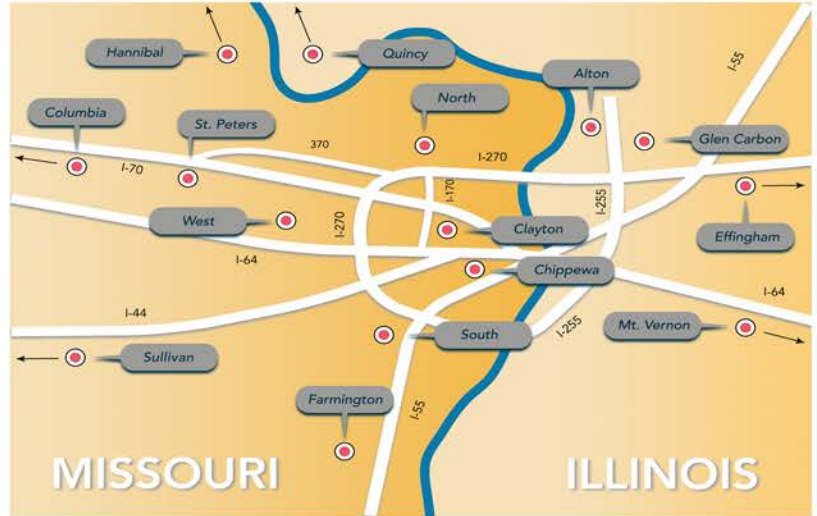 Hannibal
Quincy
Alton
I-55
Columbia
North
St. Peters
Glen Carbon
370
I-270
I-70
I-170
I-255
West
I-270
Clayton
Effingham
I-64
Chippewa
I-64
I-44
I-255
Mt. Vernon
South
Sullivan
Farmington
I-55
MISSOURI
ILLINOIS